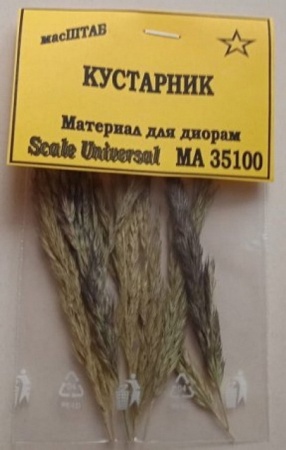 масШТАБ
КУСТАРНИК
Материал для диорам
Scale Universal MA 35100